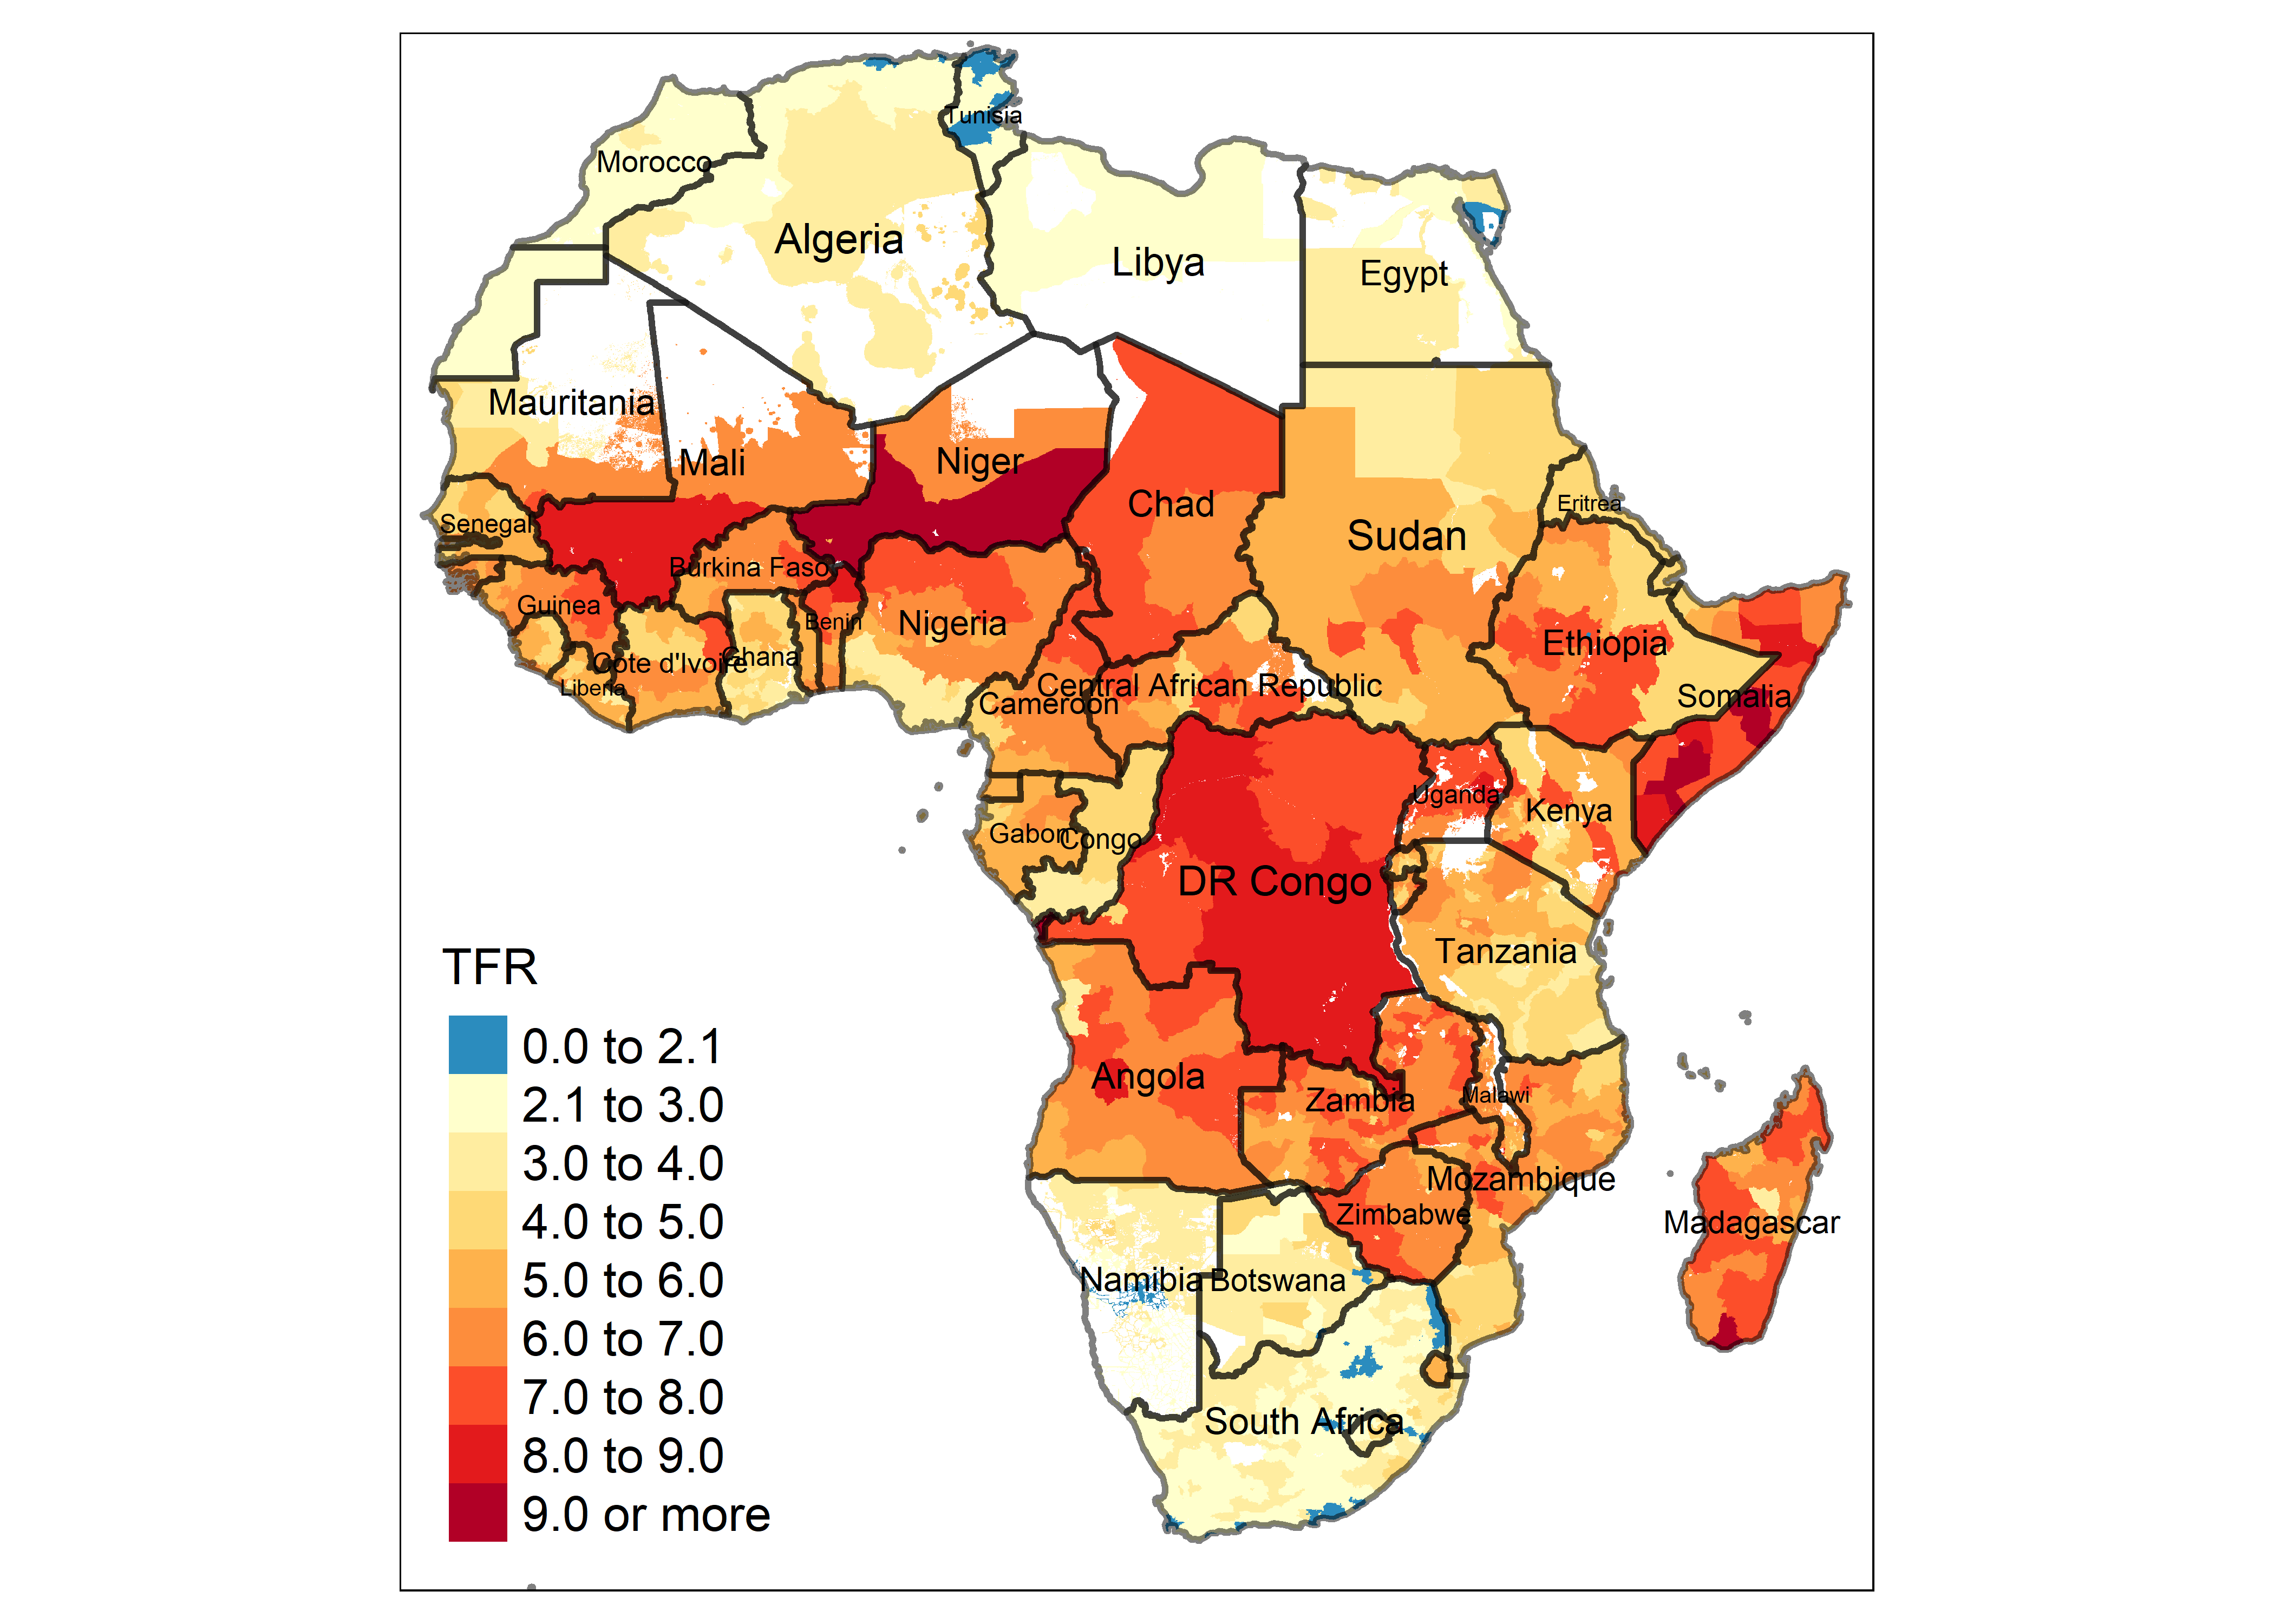 Tunisia
Morocco
Algeria
Libya
Egypt
Mauritania
Mali
Niger
Chad
Sudan
Eritrea
Senegal
Burkina Faso
Guinea
Benin
Nigeria
Ethiopia
Cote d'Ivoire
Ghana
Liberia
Central African Republic
Cameroon
Somalia
Uganda
Kenya
Gabon
Congo
DR Congo
Tanzania
Angola
Zambia
Malawi
Mozambique
Zimbabwe
Madagascar
Namibia
Botswana
South Africa
TFR
0.0 to 2.1
2.1 to 3.0
3.0 to 4.0
4.0 to 5.0
5.0 to 6.0
6.0 to 7.0
7.0 to 8.0
8.0 to 9.0
9.0 or more